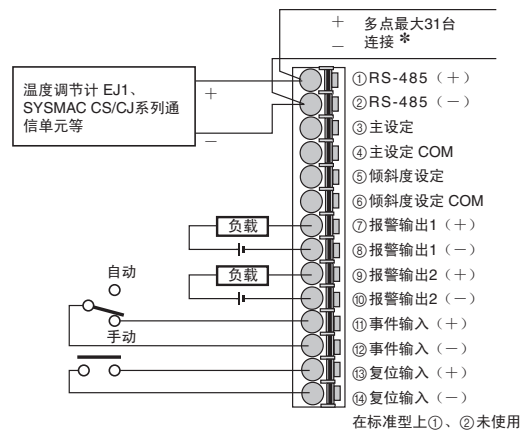 ＋ 多点最大31台
－ 连接＊
温度调节计 EJ1、
SYSMAC CS/CJ系列通
信单元等
＋
－
①RS-485（＋）
②RS-485（－）
③主设定
④主设定 COM
⑤倾斜度设定
⑥倾斜度设定 COM
负载
⑦报警输出1（＋）
⑧报警输出1（－）
负载
⑨报警输出2（＋）
⑩报警输出2（－）
自动
手动
⑪事件输入（＋）
⑫事件输入（－）
⑬复位输入（＋）
⑭复位输入（－）
在标准型上①、②未使用